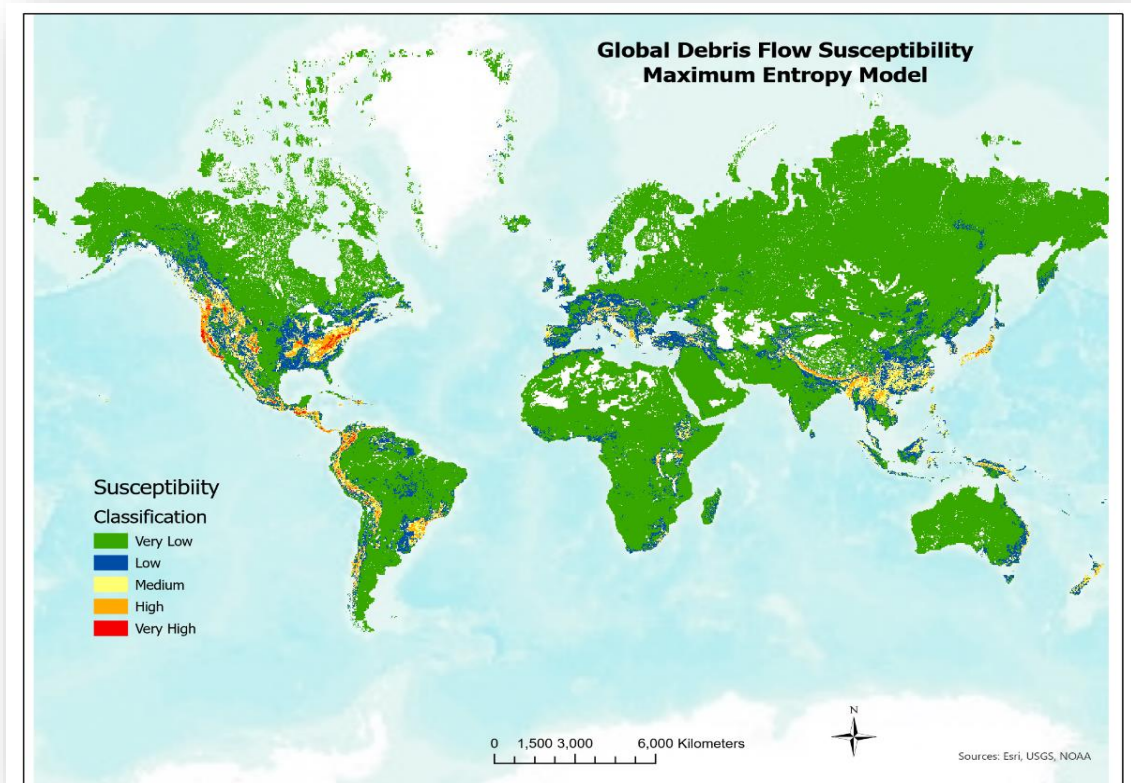 Global Debris Flow Susceptibility
Maximum Entropy Model
Susceptibiity
Classification
Very Low
Low
Medium
High
Very High
N
0 1,500 3,000 6,000 Kilometers
Sources: Esri, USGS, NOAA